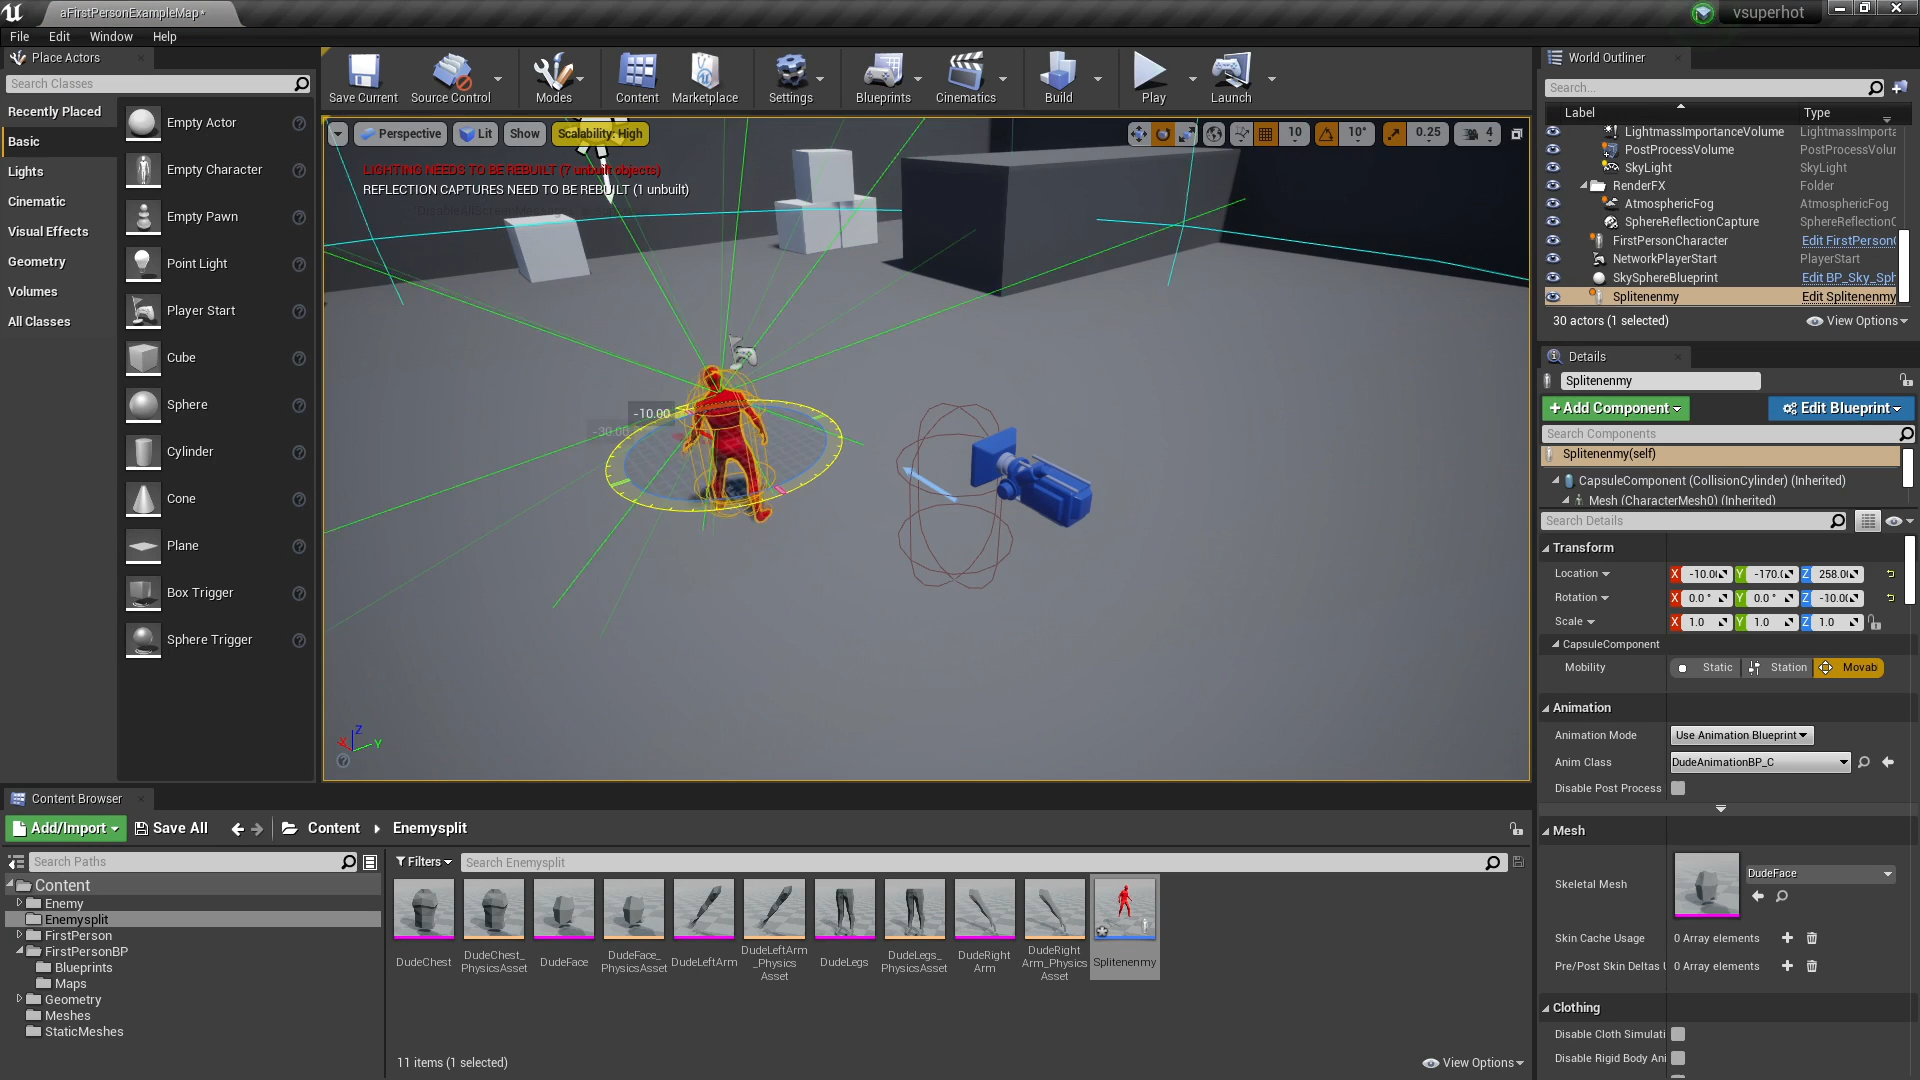 aFirstPersonExampleMap*
vsuperhot
File Edit Window Help
Place Actors
Search Classes
Recently Placed
Basic
Lights
Cinematic
Visual Effects
Geometry
Volumes
All Classes
Empty Actor
Empty Character
Empty Pawn
Point Light
Player Start
Cube
Sphere
Cylinder
Cone
Plane
Box Trigger
Sphere Trigger
Save Current Source Control Modes Content Marketplace Settings Blueprints Cinematics Build Play Launch
Perspective Lit Show Scalability: High 10 10° 0.25 4
LIGHTING NEEDS TO BE REBUILT (7 unbuilt objects)
REFLECTION CAPTURES NEED TO BE REBUILT (1 unbuilt)
-10.00
-30.00
Z
X Y
World Outliner
Search...
Label Type
LightmassImportanceVolume LightmassImporta
PostProcessVolume PostProcessVolur
SkyLight SkyLight
RenderFX Folder
AtmosphericFog AtmosphericFog
SphereReflectionCapture SphereReflectionC
FirstPersonCharacter Edit FirstPerson
NetworkPlayerStart PlayerStart
SkySphereBlueprint Edit BP_Sky_Sph
Splitenenmy Edit Splitenenmy
30 actors (1 selected) View Options
Details
Splitenenmy
+Add Component Edit Blueprint
Search Components
Splitenenmy(self)
CapsuleComponent (CollisionCylinder) (Inherited)
Mesh (CharacterMesh0) (Inherited)
Search Details
Transform
Location X -10.0 Y -170.( Z 258.0
Rotation X 0.0 ° Y 0.0 ° Z -10.00
Scale X 1.0 Y 1.0 Z 1.0
CapsuleComponent
Mobility Static Station Movab
Animation
Animation Mode Use Animation Blueprint
Anim Class DudeAnimationBP_C
Disable Post Process
Mesh
Skeletal Mesh DudeFace
Skin Cache Usage 0 Array elements
Pre/Post Skin Deltas U 0 Array elements
Clothing
Disable Cloth Simulati
Disable Rigid Body Ani
Content Browser
Add/Import Save All Content Enemysplit
Search Paths
Filters Search Enemysplit
Content
Enemy
Enemysplit
FirstPerson
FirstPersonBP
Blueprints
Maps
Geometry
Meshes
StaticMeshes
DudeChest
DudeChest_
PhysicsAsset
DudeFace
DudeFace_
PhysicsAsset
DudeLeftArm
DudeLeftArm
_Physics
Asset
DudeLegs
DudeLegs_
PhysicsAsset
DudeRight
Arm
DudeRight
Arm_Physics
Asset
Splitenenmy
11 items (1 selected) View Options